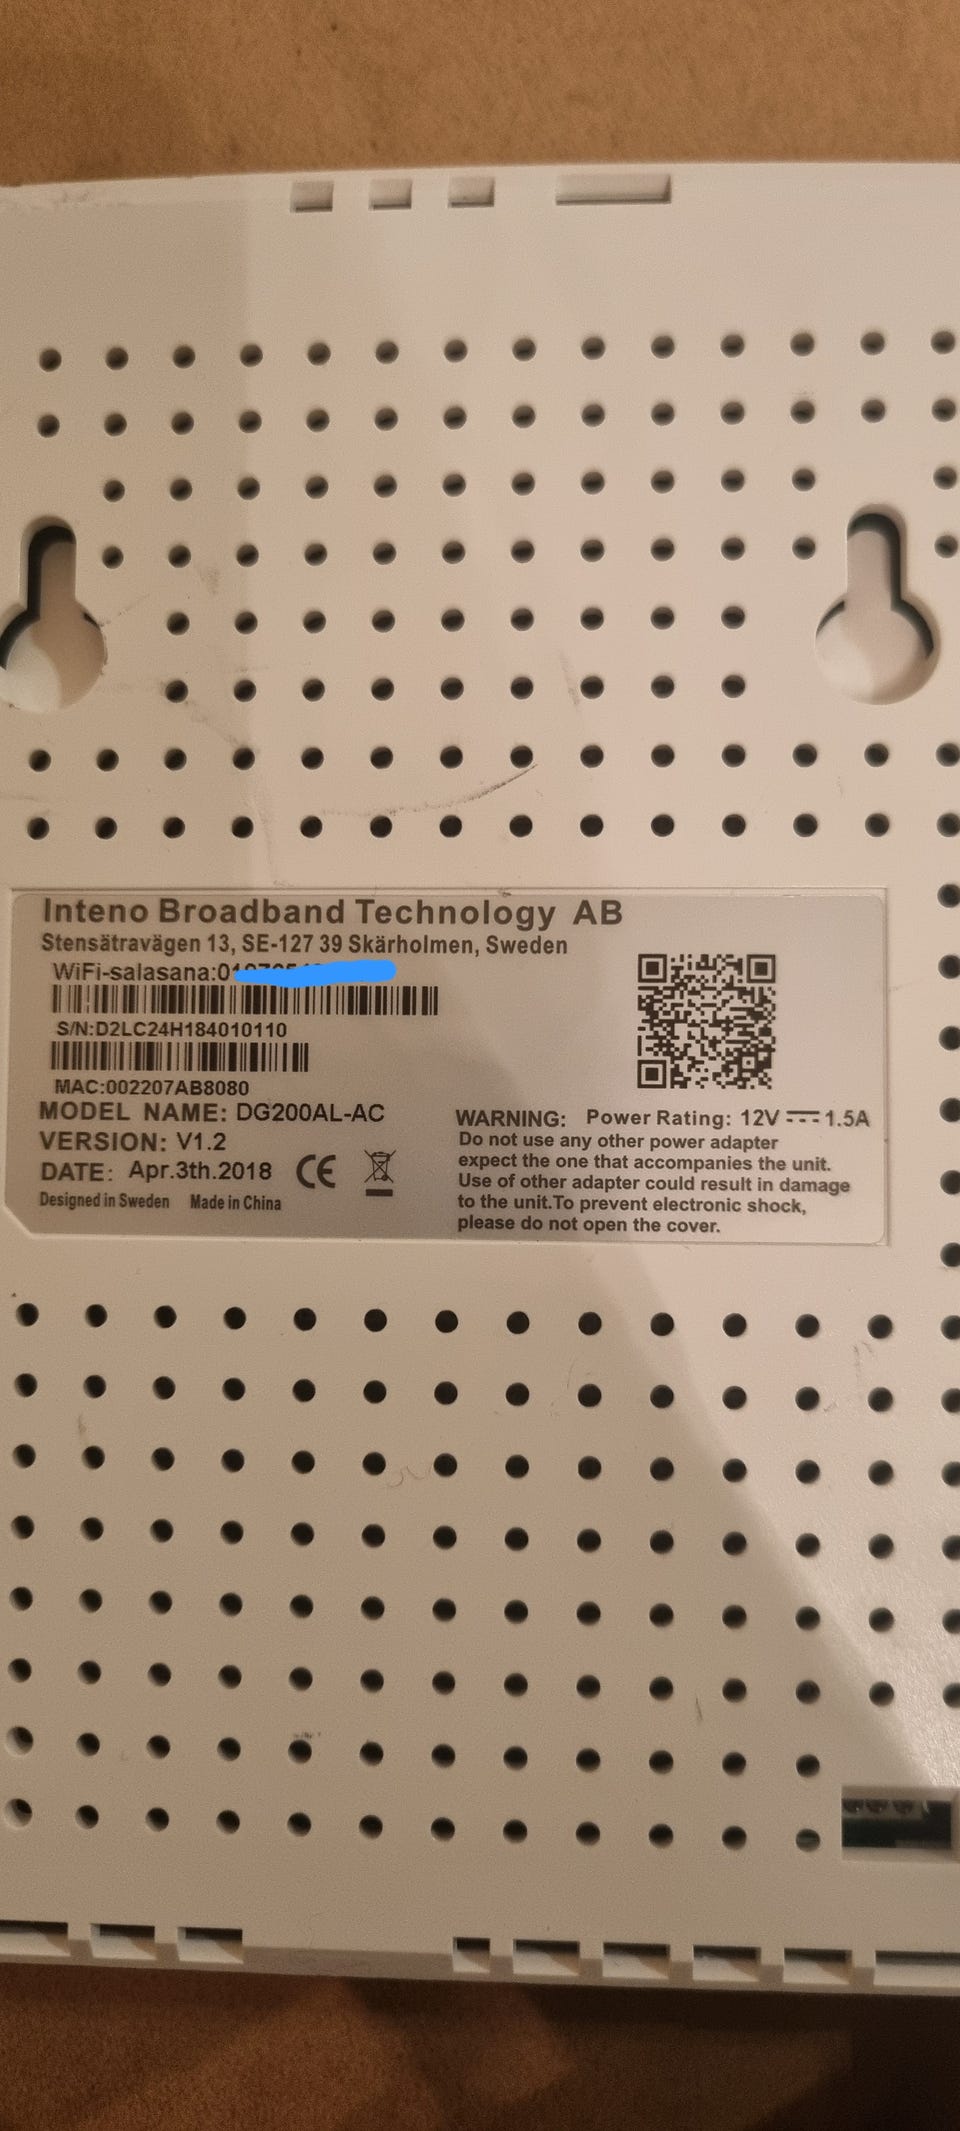 Inteno Broadband Technology AB
Stensätravägen 13, SE-127 39 Skärholmen, Sweden
WiFi-salasana:
S/N:D2LC24H184010110
MAC:002207AB8080
MODEL NAME: DG200AL-AC
VERSION: V1.2
DATE: Apr.3th.2018
CE
Designed in Sweden Made in China
WARNING: Power Rating: 12V ⎓ 1.5A
Do not use any other power adapter
expect the one that accompanies the unit.
Use of other adapter could result in damage
to the unit.To prevent electronic shock,
please do not open the cover.